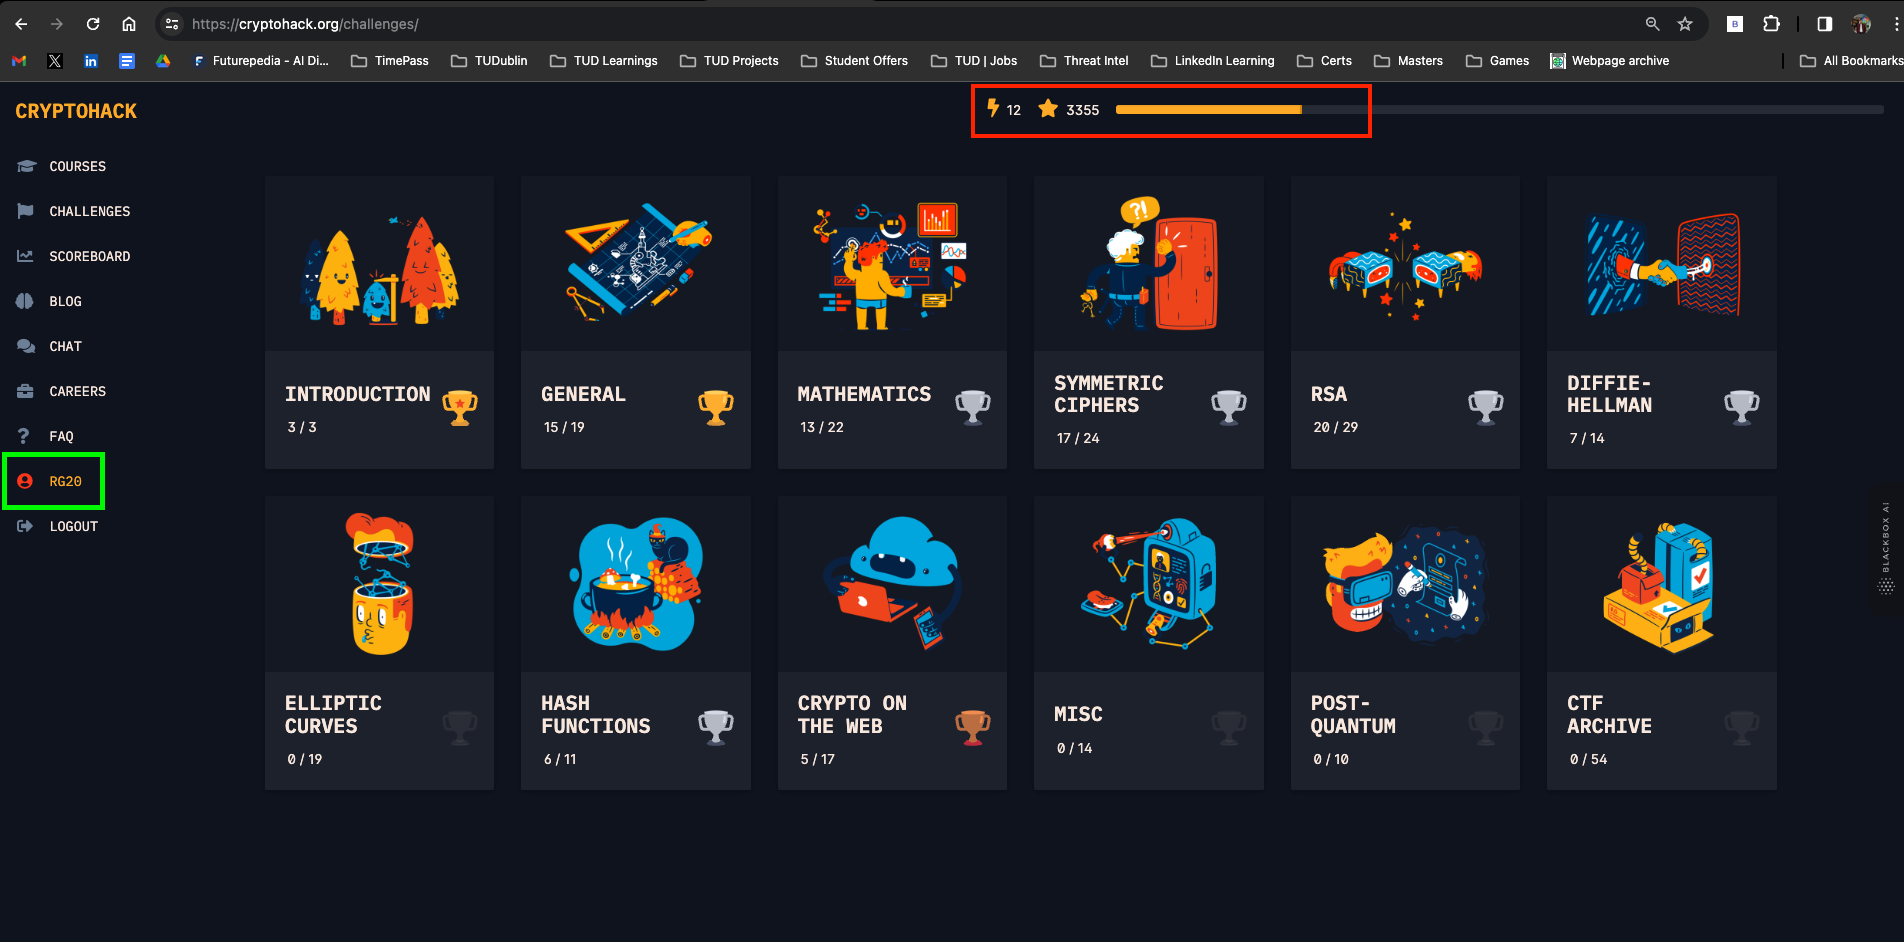 https://cryptohack.org/challenges/
B
Futurepedia - AI Di...
TimePass
TUDublin
TUD Learnings
TUD Projects
Student Offers
TUD | Jobs
Threat Intel
LinkedIn Learning
Certs
Masters
Games
Webpage archive
All Bookmarks
CRYPTOHACK
12
3355
COURSES
CHALLENGES
SCOREBOARD
BLOG
CHAT
CAREERS
FAQ
RG20
LOGOUT
?!
INTRODUCTION
3 / 3
GENERAL
15 / 19
MATHEMATICS
13 / 22
SYMMETRIC
CIPHERS
17 / 24
RSA
20 / 29
DIFFIE-
HELLMAN
7 / 14
ELLIPTIC
CURVES
0 / 19
HASH
FUNCTIONS
6 / 11
CRYPTO ON
THE WEB
5 / 17
MISC
0 / 14
POST-
QUANTUM
0 / 10
CTF
ARCHIVE
0 / 54
BLACKBOX AI